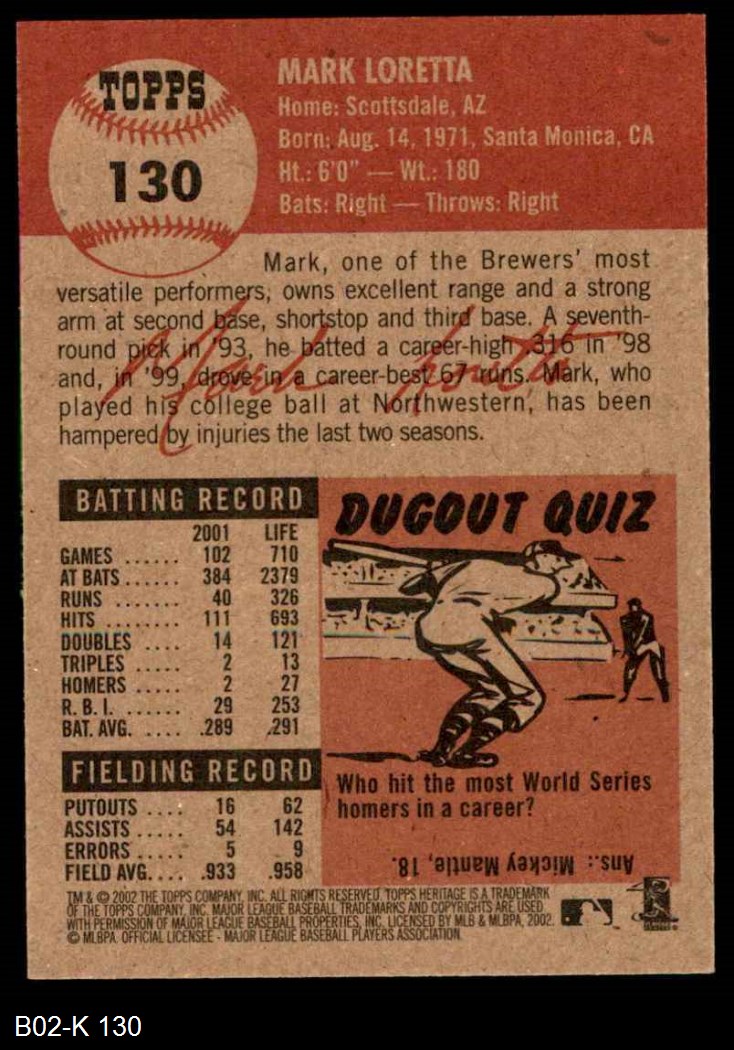 TOPPS
130
MARK LORETTA
Home: Scottsdale, AZ
Born: Aug. 14, 1971, Santa Monica, CA
Ht.: 6'0" — Wt.: 180
Bats: Right — Throws: Right
Mark, one of the Brewers' most
versatile performers, owns excellent range and a strong
arm at second base, shortstop and third base. A seventh-
round pick in '93, he batted a career-high .316 in '98
and, in '99, drove in a career-best 67 runs. Mark, who
played his college ball at Northwestern, has been
hampered by injuries the last two seasons.
Mark Loretta
BATTING RECORD
2001 LIFE
GAMES ...... 102 710
AT BATS ...... 384 2379
RUNS ....... 40 326
HITS ....... 111 693
DOUBLES .... 14 121
TRIPLES ..... 2 13
HOMERS ..... 2 27
R. B. I. ...... 29 253
BAT. AVG. .... .289 .291
FIELDING RECORD
PUTOUTS .... 16 62
ASSISTS ..... 54 142
ERRORS ..... 5 9
FIELD AVG.... .933 .958
DUGOUT QUIZ
Who hit the most World Series
homers in a career?
Ans.: Mickey Mantle, 18.
TM & © 2002 THE TOPPS COMPANY, INC. ALL RIGHTS RESERVED. TOPPS HERITAGE IS A TRADEMARK
OF THE TOPPS COMPANY, INC. MAJOR LEAGUE BASEBALL TRADEMARKS AND COPYRIGHTS ARE USED
WITH PERMISSION OF MAJOR LEAGUE BASEBALL PROPERTIES, INC. LICENSED BY MLB & MLBPA, 2002.
© MLBPA. OFFICIAL LICENSEE - MAJOR LEAGUE BASEBALL PLAYERS ASSOCIATION.
B02-K 130